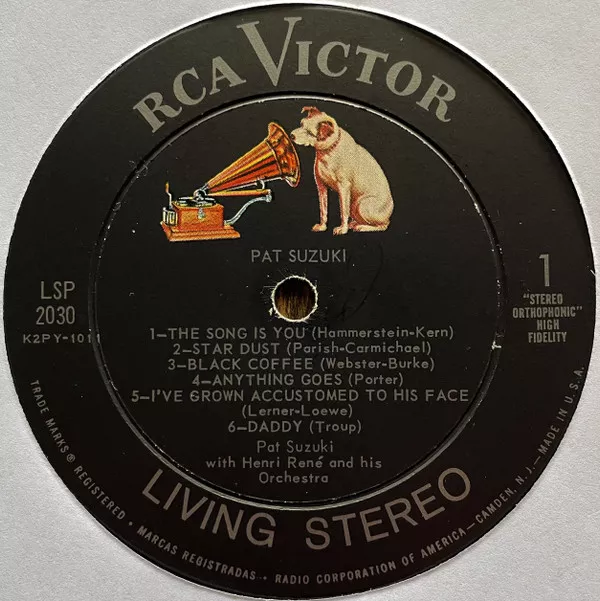 RCA VICTOR
PAT SUZUKI
LSP
2030
K2PY-1011
1
"STEREO
ORTHOPHONIC"
HIGH
FIDELITY
1—THE SONG IS YOU (Hammerstein-Kern)
2—STAR DUST (Parish-Carmichael)
3—BLACK COFFEE (Webster-Burke)
4—ANYTHING GOES (Porter)
5—I'VE GROWN ACCUSTOMED TO HIS FACE
(Lerner-Loewe)
6—DADDY (Troup)
Pat Suzuki
with Henri René and his
Orchestra
LIVING STEREO
TRADE MARKS ® REGISTERED • MARCAS REGISTRADAS • RADIO CORPORATION OF AMERICA—CAMDEN, N. J.—MADE IN U.S.A.